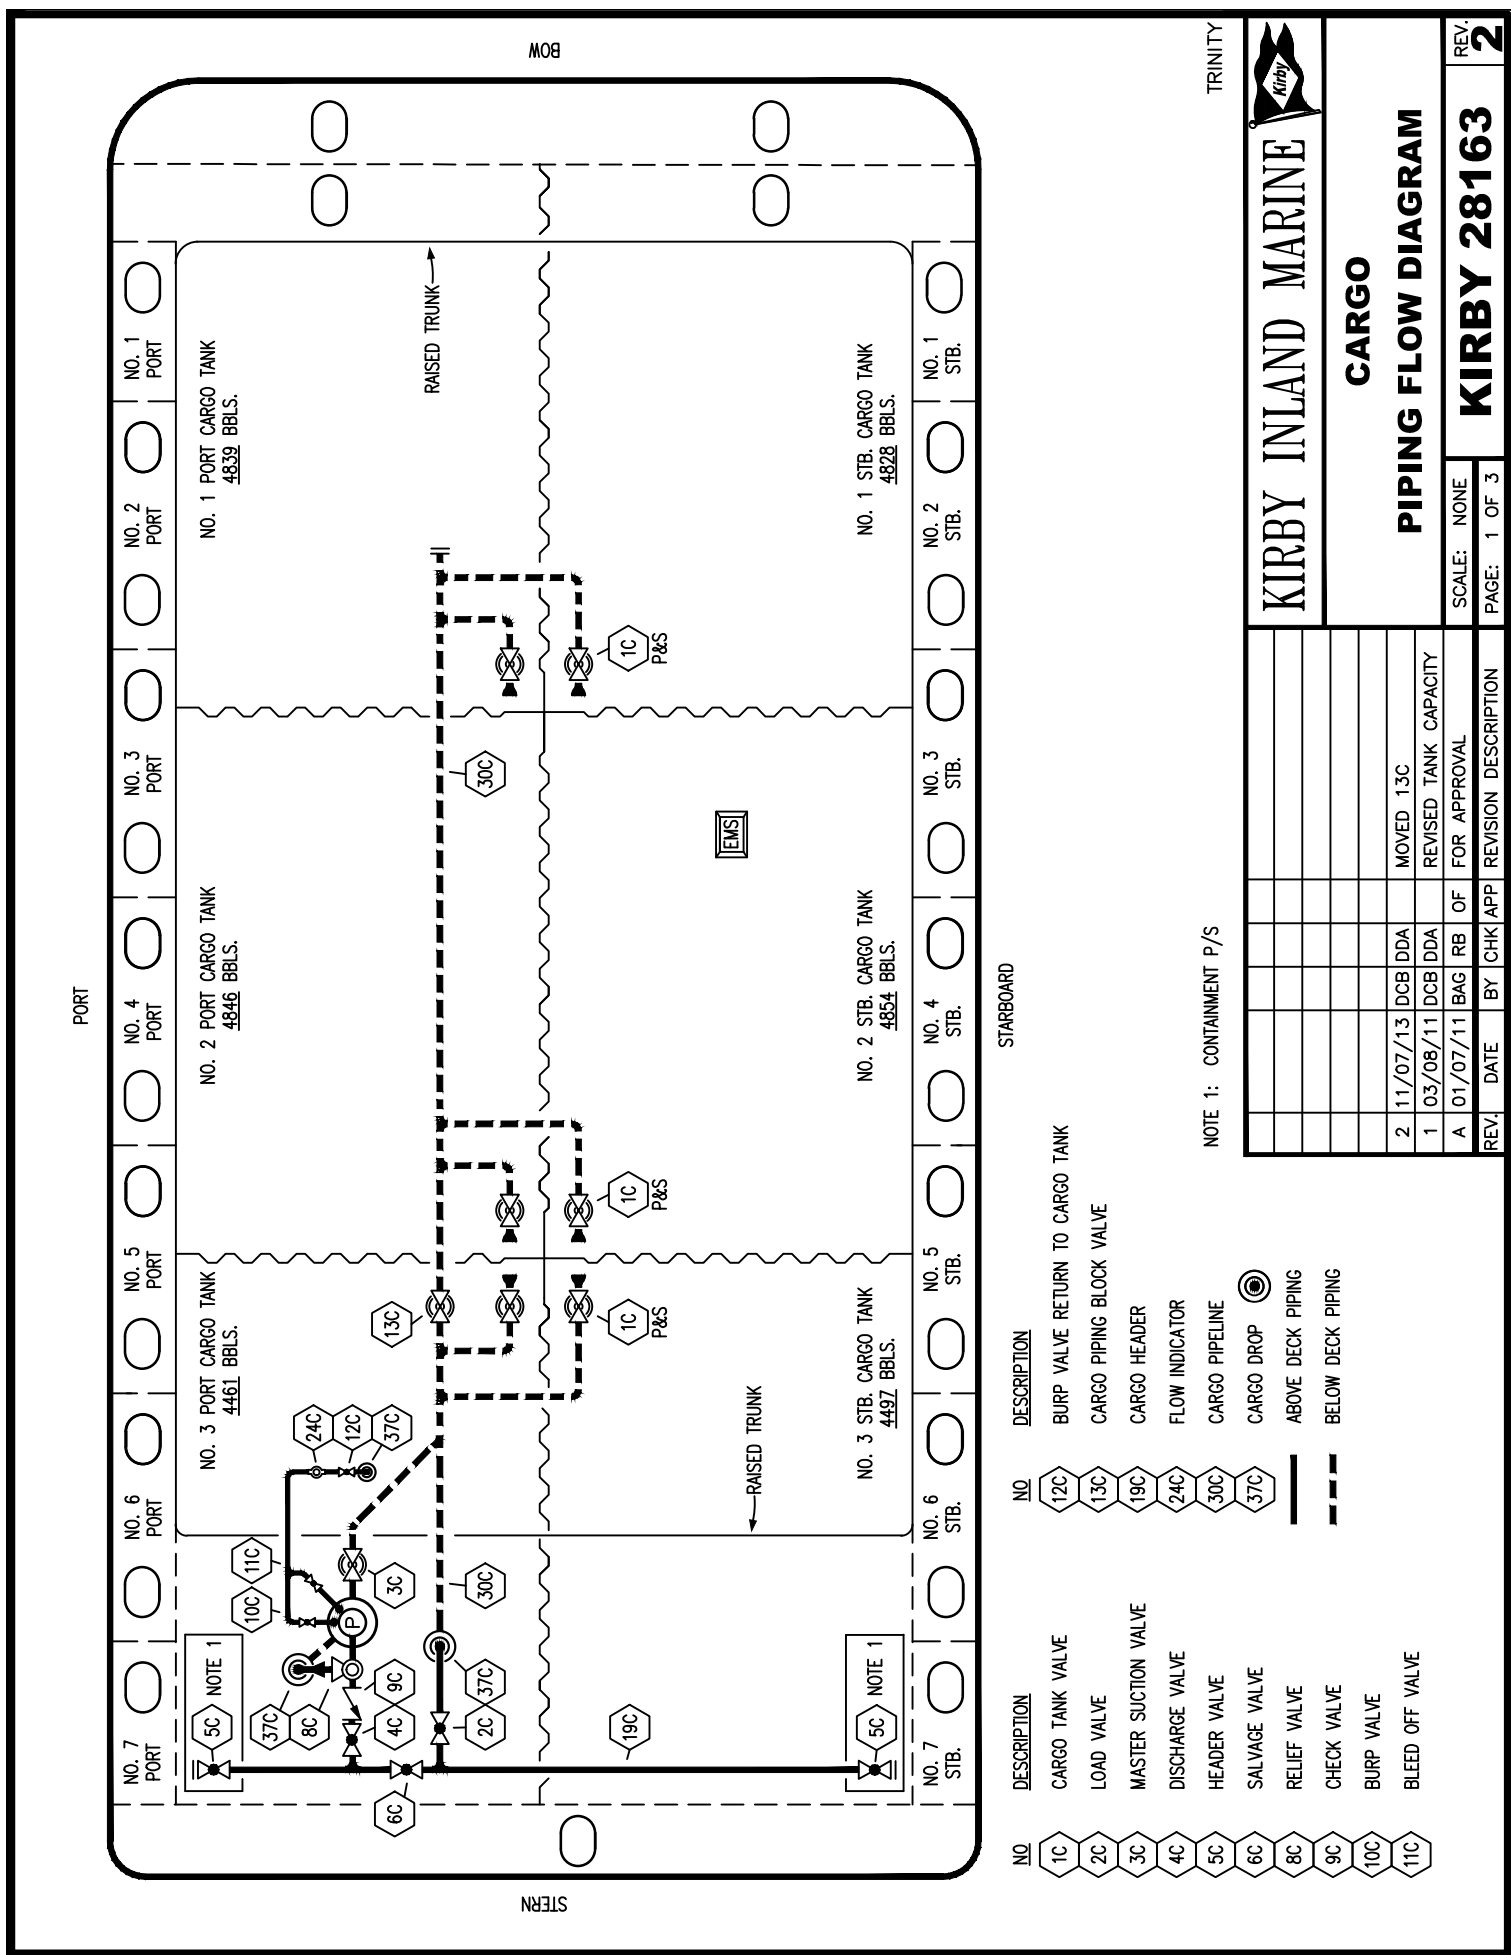 PORT
NO. 7
PORT
NO. 6
PORT
NO. 5
PORT
NO. 4
PORT
NO. 3
PORT
NO. 2
PORT
NO. 1
PORT
5C
NOTE 1
10C
11C
NO. 3 PORT CARGO TANK
4461 BBLS.
NO. 2 PORT CARGO TANK
4846 BBLS.
NO. 1 PORT CARGO TANK
4839 BBLS.
37C
8C
24C
12C
37C
P
9C
4C
3C
13C
6C
37C
2C
30C
30C
RAISED TRUNK
STERN
BOW
1C
P&S
1C
P&S
1C
P&S
19C
EMS
RAISED TRUNK
5C
NOTE 1
NO. 3 STB. CARGO TANK
4497 BBLS.
NO. 2 STB. CARGO TANK
4854 BBLS.
NO. 1 STB. CARGO TANK
4828 BBLS.
NO. 7
STB.
NO. 6
STB.
NO. 5
STB.
NO. 4
STB.
NO. 3
STB.
NO. 2
STB.
NO. 1
STB.
STARBOARD
NO DESCRIPTION
1C CARGO TANK VALVE
2C LOAD VALVE
3C MASTER SUCTION VALVE
4C DISCHARGE VALVE
5C HEADER VALVE
6C SALVAGE VALVE
8C RELIEF VALVE
9C CHECK VALVE
10C BURP VALVE
11C BLEED OFF VALVE
NO DESCRIPTION
12C BURP VALVE RETURN TO CARGO TANK
13C CARGO PIPING BLOCK VALVE
19C CARGO HEADER
24C FLOW INDICATOR
30C CARGO PIPELINE
37C CARGO DROP
ABOVE DECK PIPING
BELOW DECK PIPING
NOTE 1: CONTAINMENT P/S
TRINITY
2 11/07/13 DCB DDA MOVED 13C
1 03/08/11 DCB DDA REVISED TANK CAPACITY
A 01/07/11 BAG RB OF FOR APPROVAL
REV. DATE BY CHK APP REVISION DESCRIPTION
KIRBY INLAND MARINE
Kirby
CARGO
PIPING FLOW DIAGRAM
SCALE: NONE
PAGE: 1 OF 3
KIRBY 28163
REV.
2